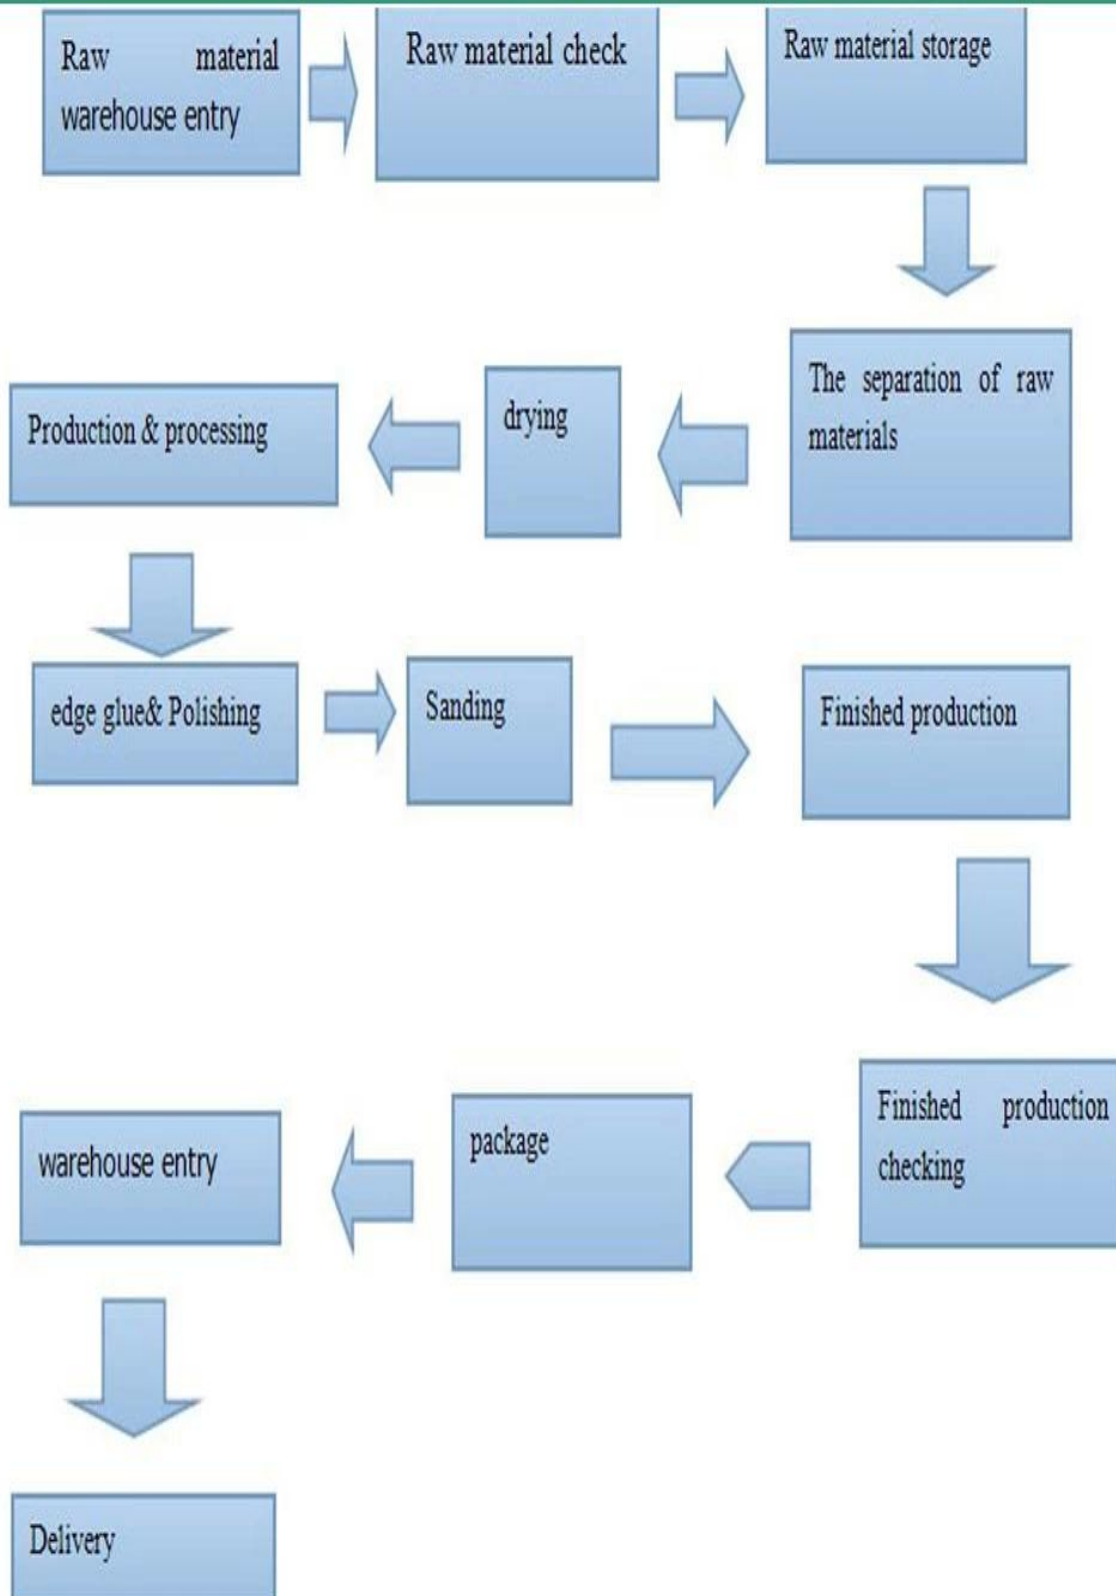 Raw material
warehouse entry
Raw material check
Raw material storage
The separation of raw
materials
drying
Production & processing
edge glue& Polishing
Sanding
Finished production
Finished production
checking
package
warehouse entry
Delivery